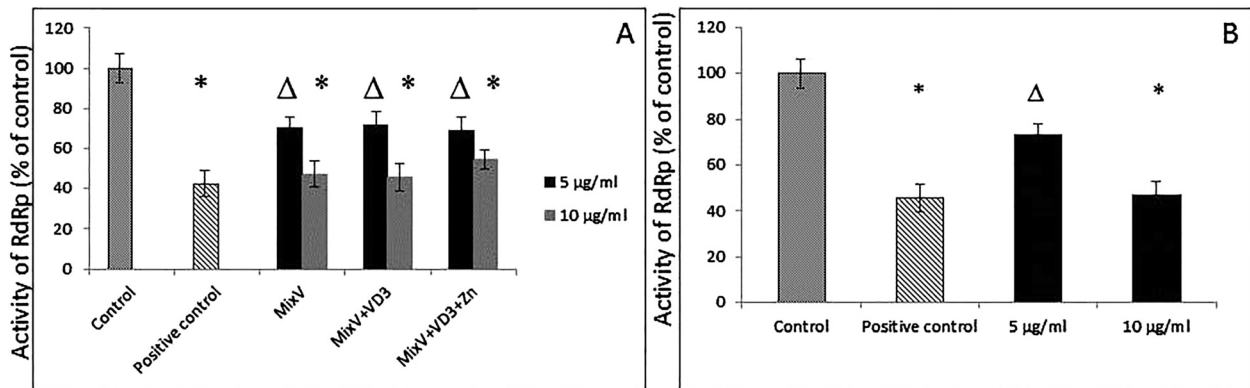 A
Activity of RdRp (% of control)
120
100
80
60
40
20
0
* Δ * Δ * Δ *
5 µg/ml
10 µg/ml
Control
Positive control
MixV
MixV+VD3
MixV+VD3+Zn
B
Activity of RdRp (% of control)
120
100
80
60
40
20
0
* Δ *
Control Positive control 5 µg/ml 10 µg/ml